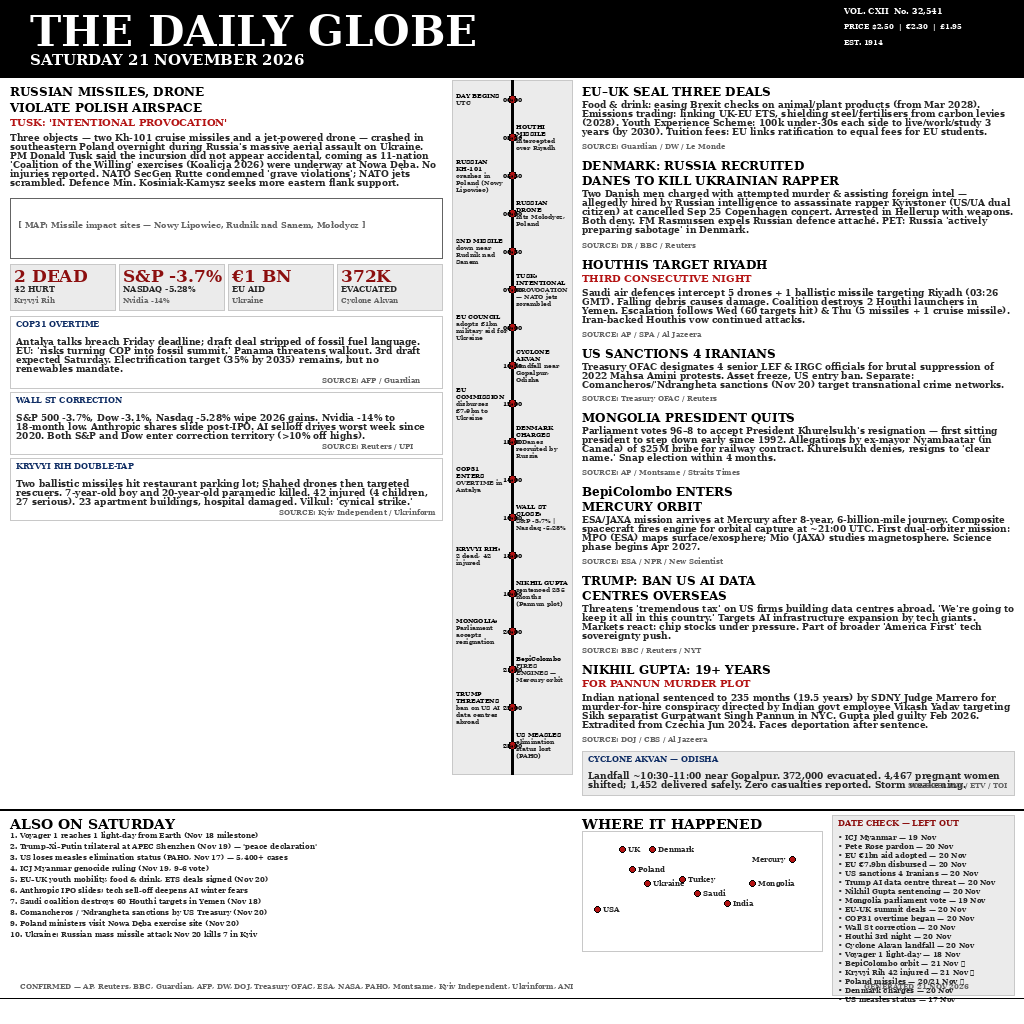 THE DAILY GLOBE
SATURDAY 21 NOVEMBER 2026
VOL. CXII No. 32,541
PRICE $2.50 | €2.30 | £1.95
EST. 1914
RUSSIAN MISSILES, DRONE
VIOLATE POLISH AIRSPACE
TUSK: 'INTENTIONAL PROVOCATION'
Three objects — two Kh-101 cruise missiles and a jet-powered drone — crashed in
southeastern Poland overnight during Russia's massive aerial assault on Ukraine.
PM Donald Tusk said the incursion did not appear accidental, coming as 11-nation
'Coalition of the Willing' exercises (Koalicja 2026) were underway at Nowa Dęba. No
injuries reported. NATO SecGen Rutte condemned 'grave violations'; NATO jets
scrambled. Defence Min. Kosiniak-Kamysz seeks more eastern flank support.
[ MAP: Missile impact sites — Nowy Lipowiec, Rudnik nad Sanem, Mołodycz ]
2 DEAD
42 HURT
Kryvyi Rih
S&P -3.7%
NASDAQ -5.28%
Nvidia -14%
€1 BN
EU AID
Ukraine
372K
EVACUATED
Cyclone Akvan
COP31 OVERTIME
Antalya talks breach Friday deadline; draft deal stripped of fossil fuel language.
EU: 'risks turning COP into fossil summit.' Panama threatens walkout. 3rd draft
expected Saturday. Electrification target (35% by 2035) remains, but no
renewables mandate.
SOURCE: AFP / Guardian
WALL ST CORRECTION
S&P 500 -3.7%, Dow -3.1%, Nasdaq -5.28% wipe 2026 gains. Nvidia -14% to
18-month low. Anthropic shares slide post-IPO. AI selloff drives worst week since
2020. Both S&P and Dow enter correction territory (>10% off highs).
SOURCE: Reuters / UPI
KRYVYI RIH DOUBLE-TAP
Two ballistic missiles hit restaurant parking lot; Shahed drones then targeted
rescuers. 7-year-old boy and 20-year-old paramedic killed. 42 injured (4 children,
27 serious). 23 apartment buildings, hospital damaged. Vilkul: 'cynical strike.'
SOURCE: Kyiv Independent / Ukrinform
DAY BEGINS
UTC
HOUTHI
MISSILE
intercepted
over Riyadh
RUSSIAN
KH-101
crashes in
Poland (Nowy
Lipowiec)
RUSSIAN
DRONE
hits Mołodycz,
Poland
2ND MISSILE
down near
Rudnik nad
Sanem
TUSK:
INTENTIONAL
PROVOCATION
— NATO jets
scrambled
EU COUNCIL
adopts €1bn
military aid for
Ukraine
CYCLONE
AKVAN
landfall near
Gopalpur,
Odisha
EU
COMMISSION
disburses
€7.9bn to
Ukraine
DENMARK
CHARGES
2 Danes
recruited by
Russia
COP31
ENTERS
OVERTIME in
Antalya
WALL ST
CLOSE:
S&P -3.7% |
Nasdaq -5.28%
KRYVYI RIH:
2 dead, 42
injured
NIKHIL GUPTA
sentenced 235
months
(Pannun plot)
MONGOLIA:
Parliament
accepts
resignation
BepiColombo
FIRES
ENGINES —
Mercury orbit
TRUMP
THREATENS
ban on US AI
data centres
abroad
US MEASLES
elimination
status lost
(PAHO)
EU–UK SEAL THREE DEALS
Food & drink: easing Brexit checks on animal/plant products (from Mar 2028).
Emissions trading: linking UK-EU ETS, shielding steel/fertilisers from carbon levies
(2028). Youth Experience Scheme: 100k under-30s each side to live/work/study 3
years (by 2030). Tuition fees: EU links ratification to equal fees for EU students.
SOURCE: Guardian / DW / Le Monde
DENMARK: RUSSIA RECRUITED
DANES TO KILL UKRAINIAN RAPPER
Two Danish men charged with attempted murder & assisting foreign intel —
allegedly hired by Russian intelligence to assassinate rapper Kyivstoner (US/UA dual
citizen) at cancelled Sep 25 Copenhagen concert. Arrested in Hellerup with weapons.
Both deny. FM Rasmussen expels Russian defence attaché. PET: Russia 'actively
preparing sabotage' in Denmark.
SOURCE: DR / BBC / Reuters
HOUTHIS TARGET RIYADH
THIRD CONSECUTIVE NIGHT
Saudi air defences intercept 5 drones + 1 ballistic missile targeting Riyadh (03:26
GMT). Falling debris causes damage. Coalition destroys 2 Houthi launchers in
Yemen. Escalation follows Wed (60 targets hit) & Thu (5 missiles + 1 cruise missile).
Iran-backed Houthis vow continued attacks.
SOURCE: AP / SPA / Al Jazeera
US SANCTIONS 4 IRANIANS
Treasury OFAC designates 4 senior LEF & IRGC officials for brutal suppression of
2022 Mahsa Amini protests. Asset freeze, US entry ban. Separate:
Comancheros/'Ndrangheta sanctions (Nov 20) target transnational crime networks.
SOURCE: Treasury OFAC / Reuters
MONGOLIA PRESIDENT QUITS
Parliament votes 96–8 to accept President Khurelsukh's resignation — first sitting
president to step down early since 1992. Allegations by ex-mayor Nyambaatar (in
Canada) of $25M bribe for railway contract. Khurelsukh denies, resigns to 'clear
name.' Snap election within 4 months.
SOURCE: AP / Montsame / Straits Times
BepiColombo ENTERS
MERCURY ORBIT
ESA/JAXA mission arrives at Mercury after 8-year, 6-billion-mile journey. Composite
spacecraft fires engine for orbital capture at ~21:00 UTC. First dual-orbiter mission:
MPO (ESA) maps surface/exosphere; Mio (JAXA) studies magnetosphere. Science
phase begins Apr 2027.
SOURCE: ESA / NPR / New Scientist
TRUMP: BAN US AI DATA
CENTRES OVERSEAS
Threatens 'tremendous tax' on US firms building data centres abroad. 'We're going to
keep it all in this country.' Targets AI infrastructure expansion by tech giants.
Markets react: chip stocks under pressure. Part of broader 'America First' tech
sovereignty push.
SOURCE: BBC / Reuters / NYT
NIKHIL GUPTA: 19+ YEARS
FOR PANNUN MURDER PLOT
Indian national sentenced to 235 months (19.5 years) by SDNY Judge Marrero for
murder-for-hire conspiracy directed by Indian govt employee Vikash Yadav targeting
Sikh separatist Gurpatwant Singh Pannun in NYC. Gupta pled guilty Feb 2026.
Extradited from Czechia Jun 2024. Faces deportation after sentence.
SOURCE: DOJ / CBS / Al Jazeera
CYCLONE AKVAN — ODISHA
Landfall ~10:30–11:00 near Gopalpur. 372,000 evacuated. 4,467 pregnant women
shifted; 1,452 delivered safely. Zero casualties reported. Storm weakening.
/ ETV / TOI
ALSO ON SATURDAY
1. Voyager 1 reaches 1 light-day from Earth (Nov 18 milestone)
2. Trump-Xi-Putin trilateral at APEC Shenzhen (Nov 19) — 'peace declaration'
3. US loses measles elimination status (PAHO, Nov 17) — 5,400+ cases
4. ICJ Myanmar genocide ruling (Nov 19, 9-6 vote)
5. EU-UK youth mobility, food & drink, ETS deals signed (Nov 20)
6. Anthropic IPO slides; tech sell-off deepens AI winter fears
7. Saudi coalition destroys 60 Houthi targets in Yemen (Nov 18)
8. Comancheros / 'Ndrangheta sanctions by US Treasury (Nov 20)
9. Poland ministers visit Nowa Dęba exercise site (Nov 20)
10. Ukraine: Russian mass missile attack Nov 20 kills 7 in Kyiv
WHERE IT HAPPENED
UK
Denmark
Mercury
Poland
Ukraine
Turkey
Mongolia
Saudi
India
USA
DATE CHECK — LEFT OUT
• ICJ Myanmar — 19 Nov
• Pete Rose pardon — 20 Nov
• EU €1bn aid adopted — 20 Nov
• EU €7.9bn disbursed — 20 Nov
• US sanctions 4 Iranians — 20 Nov
• Trump AI data centre threat — 20 Nov
• Nikhil Gupta sentencing — 20 Nov
• Mongolia parliament vote — 19 Nov
• EU-UK summit deals — 20 Nov
• COP31 overtime began — 20 Nov
• Wall St correction — 20 Nov
• Houthi 3rd night — 20 Nov
• Cyclone Akvan landfall — 20 Nov
• Voyager 1 light-day — 18 Nov
• BepiColombo orbit — 21 Nov
• Kryvyi Rih 42 injured — 21 Nov
• Poland missiles — 20/21 Nov
• Denmark charges — 20 Nov
• US measles status — 17 Nov
CONFIRMED — AP, Reuters, BBC, Guardian, AFP, DW, DOJ, Treasury OFAC, ESA, NASA, PAHO, Montsame, Kyiv Independent, Ukrinform, ANI
GENERATED 21 NOV 2026